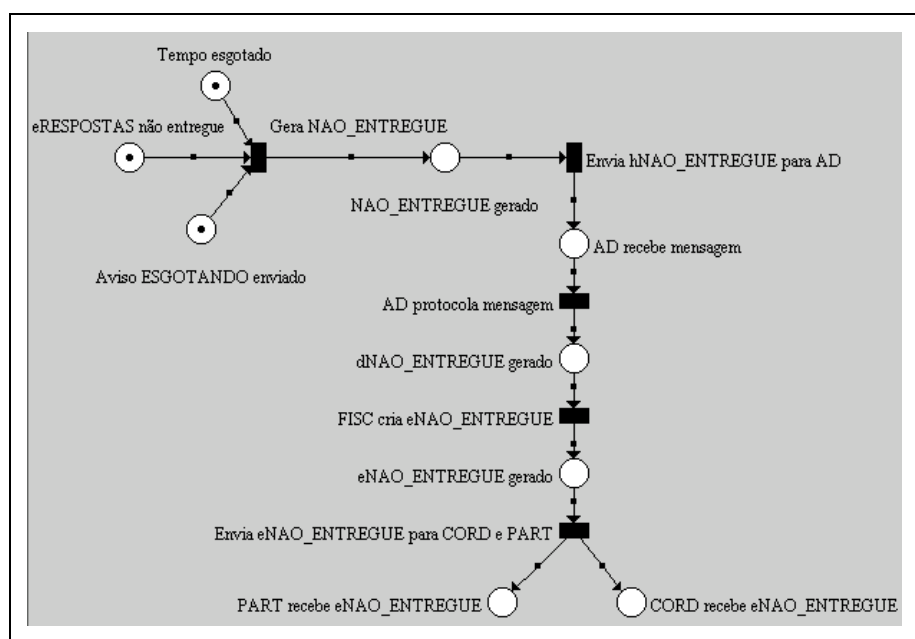 Tempo esgotado
eRESPOSTAS não entregue
Gera NAO_ENTREGUE
Envia hNAO_ENTREGUE para AD
NAO_ENTREGUE gerado
AD recebe mensagem
Aviso ESGOTANDO enviado
AD protocola mensagem
dNAO_ENTREGUE gerado
FISC cria eNAO_ENTREGUE
eNAO_ENTREGUE gerado
Envia eNAO_ENTREGUE para CORD e PART
PART recebe eNAO_ENTREGUE
CORD recebe eNAO_ENTREGUE